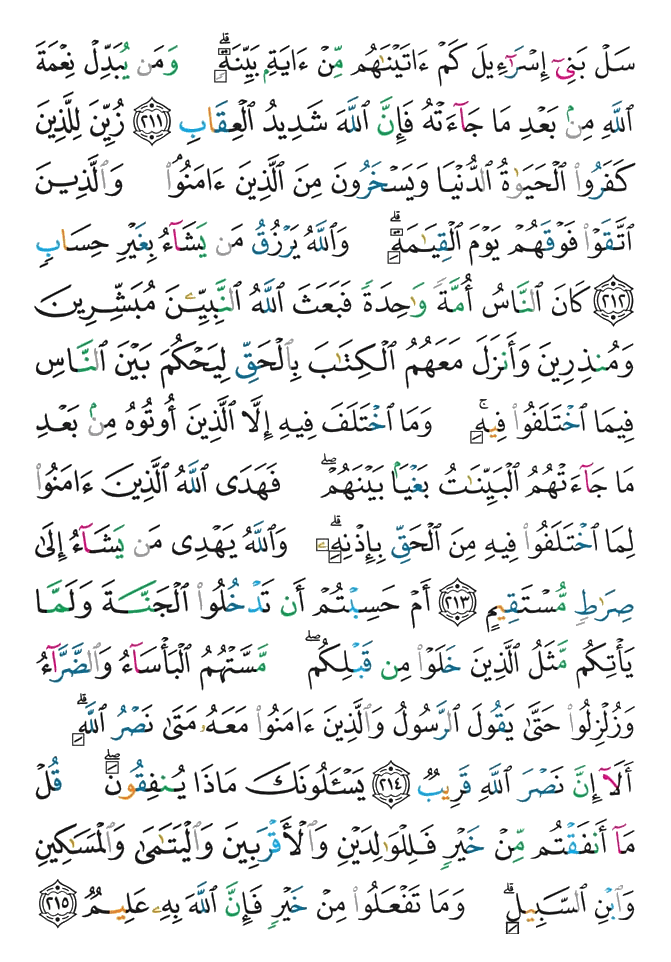 سَلْ بَنِىٓ إِسْرَٰٓءِيلَ كَمْ ءَاتَيْنَٰهُم مِّنْ ءَايَةٍۭ بَيِّنَةٍۗ وَمَن يُبَدِّلْ نِعْمَةَ
ٱللَّهِ مِنۢ بَعْدِ مَا جَآءَتْهُ فَإِنَّ ٱللَّهَ شَدِيدُ ٱلْعِقَابِ ٢١١ زُيِّنَ لِلَّذِينَ
كَفَرُوا۟ ٱلْحَيَوٰةُ ٱلدُّنْيَا وَيَسْخَرُونَ مِنَ ٱلَّذِينَ ءَامَنُوا۟ۘ وَٱلَّذِينَ
ٱتَّقَوْا۟ فَوْقَهُمْ يَوْمَ ٱلْقِيَٰمَةِۗ وَٱللَّهُ يَرْزُقُ مَن يَشَآءُ بِغَيْرِ حِسَابٍ
٢١٢ كَانَ ٱلنَّاسُ أُمَّةً وَٰحِدَةً فَبَعَثَ ٱللَّهُ ٱلنَّبِيِّـۧنَ مُبَشِّرِينَ
وَمُنذِرِينَ وَأَنزَلَ مَعَهُمُ ٱلْكِتَٰبَ بِٱلْحَقِّ لِيَحْكُمَ بَيْنَ ٱلنَّاسِ
فِيمَا ٱخْتَلَفُوا۟ فِيهِۚ وَمَا ٱخْتَلَفَ فِيهِ إِلَّا ٱلَّذِينَ أُوتُوهُ مِنۢ بَعْدِ
مَا جَآءَتْهُمُ ٱلْبَيِّنَٰتُ بَغْيًۢا بَيْنَهُمْۖ فَهَدَى ٱللَّهُ ٱلَّذِينَ ءَامَنُوا۟
لِمَا ٱخْتَلَفُوا۟ فِيهِ مِنَ ٱلْحَقِّ بِإِذْنِهِۦۗ وَٱللَّهُ يَهْدِى مَن يَشَآءُ إِلَىٰ
صِرَٰطٍ مُّسْتَقِيمٍ ٢١٣ أَمْ حَسِبْتُمْ أَن تَدْخُلُوا۟ ٱلْجَنَّةَ وَلَمَّا
يَأْتِكُم مَّثَلُ ٱلَّذِينَ خَلَوْا۟ مِن قَبْلِكُمۖ مَّسَّتْهُمُ ٱلْبَأْسَآءُ وَٱلضَّرَّآءُ
وَزُلْزِلُوا۟ حَتَّىٰ يَقُولَ ٱلرَّسُولُ وَٱلَّذِينَ ءَامَنُوا۟ مَعَهُۥ مَتَىٰ نَصْرُ ٱللَّهِۗ
أَلَآ إِنَّ نَصْرَ ٱللَّهِ قَرِيبٌ ٢١٤ يَسْـَٔلُونَكَ مَاذَا يُنفِقُونَۖ قُلْ
مَآ أَنفَقْتُم مِّنْ خَيْرٍ فَلِلْوَٰلِدَيْنِ وَٱلْأَقْرَبِينَ وَٱلْيَتَٰمَىٰ وَٱلْمَسَٰكِينِ
وَٱبْنِ ٱلسَّبِيلِۗ وَمَا تَفْعَلُوا۟ مِنْ خَيْرٍ فَإِنَّ ٱللَّهَ بِهِۦ عَلِيمٌ ٢١٥